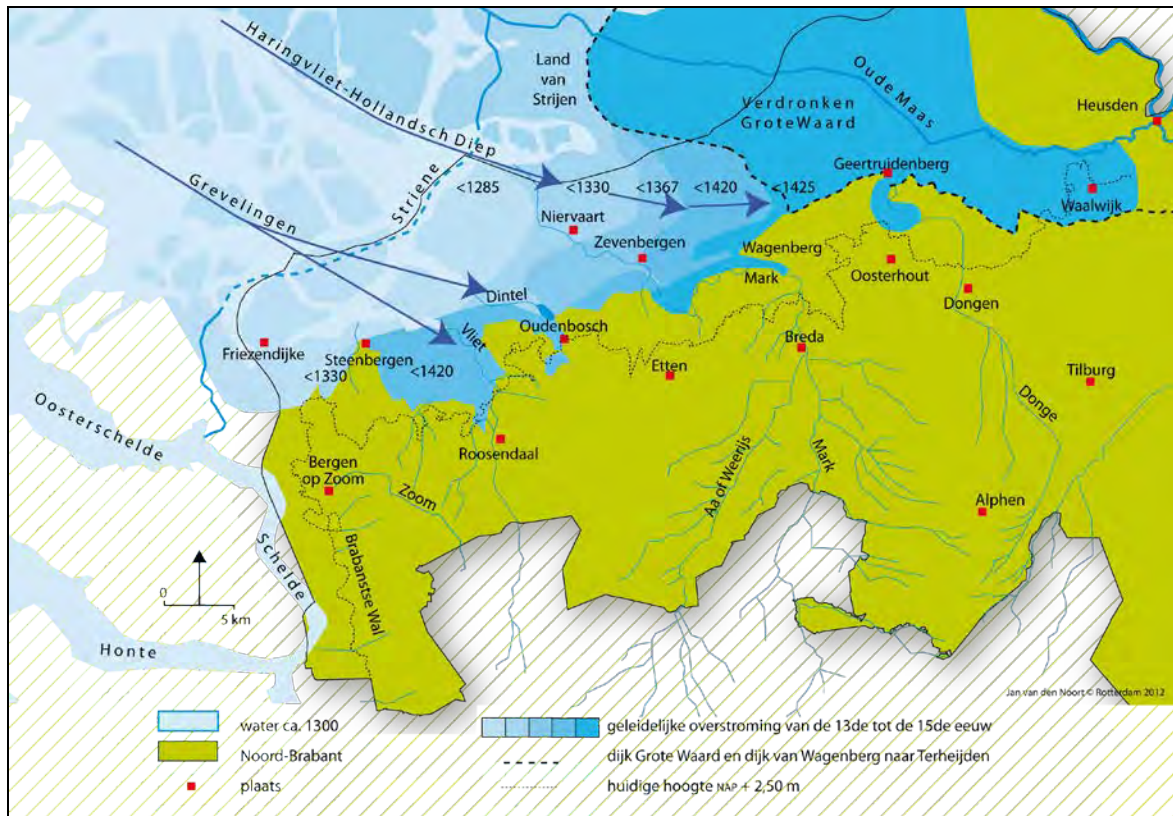 Haringvliet-Hollandsch Diep
Land
van
Strijen
Oude Maas
Heusden
Verdronken
Grote Waard
Grevelingen
Striene
<1285
<1330
<1367
<1420
<1425
Geertruidenberg
Waalwijk
Niervaart
Zevenbergen
Wagenberg
Mark
Oosterhout
Dongen
Dintel
Vliet
Oudenbosch
Breda
Friezendijke
Steenbergen
<1330
<1420
Etten
Tilburg
Donge
Oosterschelde
Roosendaal
Bergen
op Zoom
Zoom
Aa of Weerijs
Mark
Alphen
Schelde
Brabantstse Wal
0
5 km
Honte
Jan van den Noort © Rotterdam 2012
water ca. 1300
geleidelijke overstroming van de 13de tot de 15de eeuw
Noord-Brabant
dijk Grote Waard en dijk van Wagenberg naar Terheijden
plaats
huidige hoogte NAP + 2,50 m